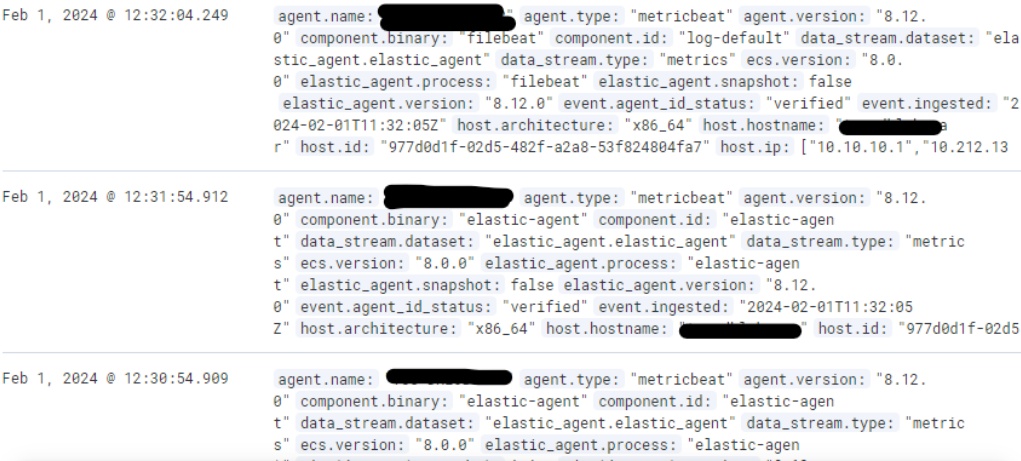 Feb 1, 2024 @ 12:32:04.249 agent.name: " agent.type: "metricbeat" agent.version: "8.12.
0" component.binary: "filebeat" component.id: "log-default" data_stream.dataset: "ela
stic_agent.elastic_agent" data_stream.type: "metrics" ecs.version: "8.0.
0" elastic_agent.process: "filebeat" elastic_agent.snapshot: false
elastic_agent.version: "8.12.0" event.agent_id_status: "verified" event.ingested: "2
024-02-01T11:32:05Z" host.architecture: "x86_64" host.hostname: "
r" host.id: "977d0d1f-02d5-482f-a2a8-53f824804fa7" host.ip: ["10.10.10.1","10.212.13
Feb 1, 2024 @ 12:31:54.912 agent.name: agent.type: "metricbeat" agent.version: "8.12.
0" component.binary: "elastic-agent" component.id: "elastic-agen
t" data_stream.dataset: "elastic_agent.elastic_agent" data_stream.type: "metric
s" ecs.version: "8.0.0" elastic_agent.process: "elastic-agen
t" elastic_agent.snapshot: false elastic_agent.version: "8.12.
0" event.agent_id_status: "verified" event.ingested: "2024-02-01T11:32:05
Z" host.architecture: "x86_64" host.hostname: " " host.id: "977d0d1f-02d5
Feb 1, 2024 @ 12:30:54.909 agent.name: agent.type: "metricbeat" agent.version: "8.12.
0" component.binary: "elastic-agent" component.id: "elastic-agen
t" data_stream.dataset: "elastic_agent.elastic_agent" data_stream.type: "metric
s" ecs.version: "8.0.0" elastic_agent.process: "elastic-agen